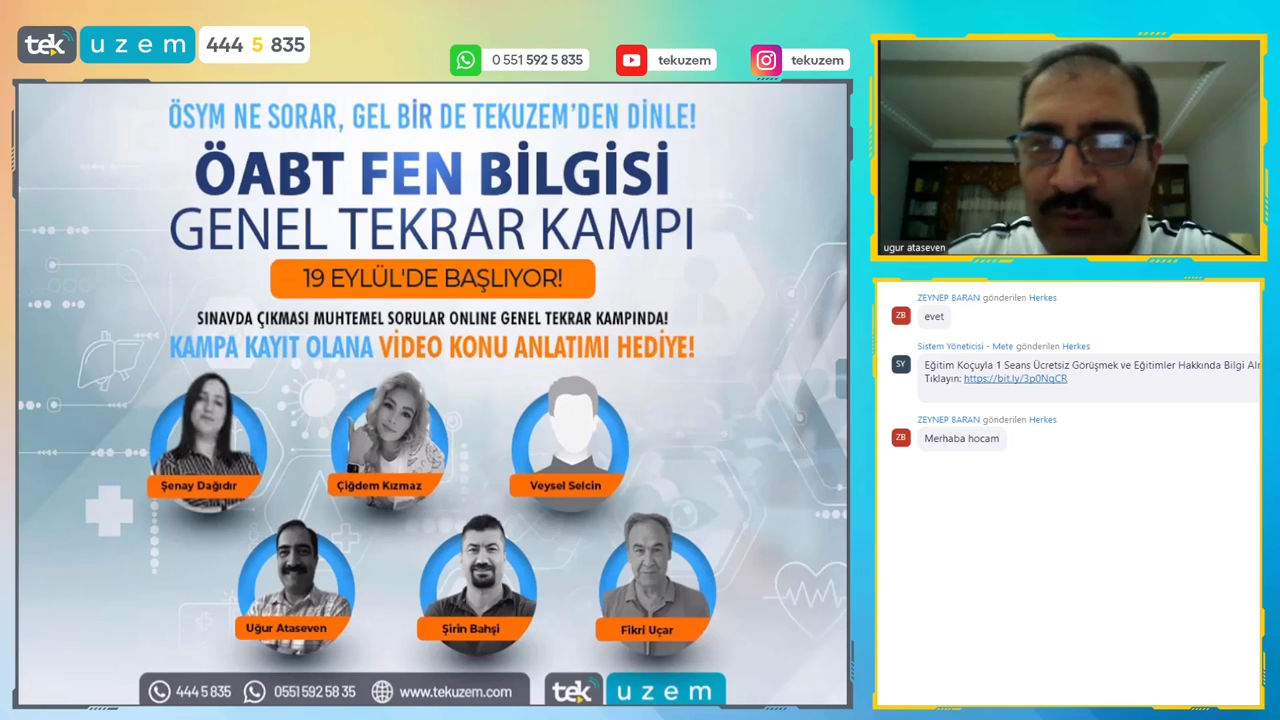 tek uzem 444 5 835
0 551 592 5 835
tekuzem
tekuzem
ÖSYM NE SORAR, GEL BİR DE TEKUZEM'DEN DİNLE!
ÖABT FEN BİLGİSİ
GENEL TEKRAR KAMPI
19 EYLÜL'DE BAŞLIYOR!
SINAVDA ÇIKMASI MUHTEMEL SORULAR ONLINE GENEL TEKRAR KAMPINDA!
KAMPA KAYIT OLANA VİDEO KONU ANLATIMI HEDİYE!
Şenay Dağıdır
Çiğdem Kızmaz
Veysel Selcin
Uğur Ataseven
Şirin Bahşi
Fikri Uçar
444 5 835 0551 592 58 35 www.tekuzem.com tek uzem
ugur ataseven
ZEYNEP BARAN gönderilen Herkes
ZB evet
Sistem Yöneticisi - Mete gönderilen Herkes
SY Eğitim Koçuyla 1 Seans Ücretsiz Görüşmek ve Eğitimler Hakkında Bilgi
Tıklayın: https://bit.ly/3p0NqCR
ZEYNEP BARAN gönderilen Herkes
ZB Merhaba hocam